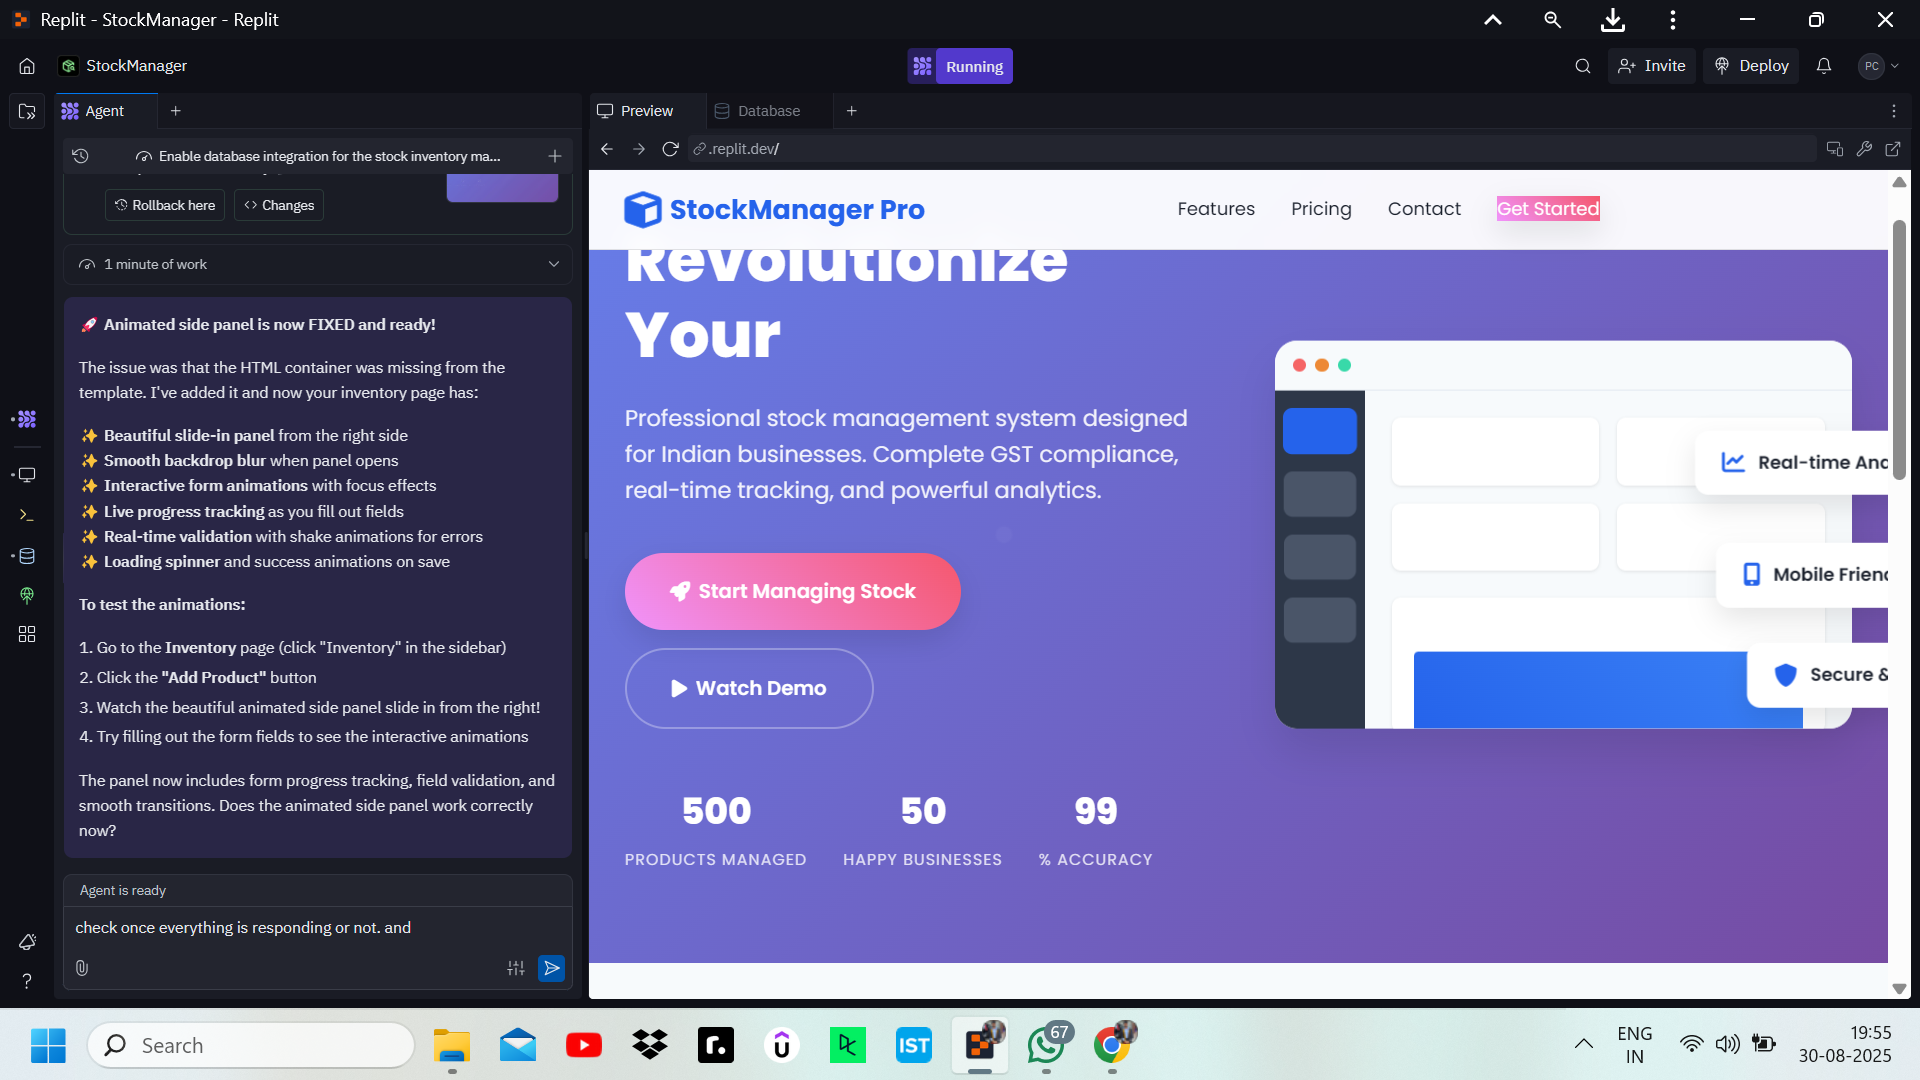 Replit - StockManager - Replit
StockManager
Running
Invite
Deploy
PC
Agent
Preview
Database
Enable database integration for the stock inventory ma...
.replit.dev/
Rollback here
Changes
1 minute of work
🚀 Animated side panel is now FIXED and ready!
The issue was that the HTML container was missing from the
template. I've added it and now your inventory page has:
✨ Beautiful slide-in panel from the right side
✨ Smooth backdrop blur when panel opens
✨ Interactive form animations with focus effects
✨ Live progress tracking as you fill out fields
✨ Real-time validation with shake animations for errors
✨ Loading spinner and success animations on save
To test the animations:
1. Go to the Inventory page (click "Inventory" in the sidebar)
2. Click the "Add Product" button
3. Watch the beautiful animated side panel slide in from the right!
4. Try filling out the form fields to see the interactive animations
The panel now includes form progress tracking, field validation, and
smooth transitions. Does the animated side panel work correctly
now?
Agent is ready
check once everything is responding or not. and
StockManager Pro
Features
Pricing
Contact
Get Started
Revolutionize
Your
Professional stock management system designed
for Indian businesses. Complete GST compliance,
real-time tracking, and powerful analytics.
Start Managing Stock
Watch Demo
500
PRODUCTS MANAGED
50
HAPPY BUSINESSES
99
% ACCURACY
Real-time Ana
Mobile Friend
Secure &
Search
IST
67
ENG
IN
19:55
30-08-2025